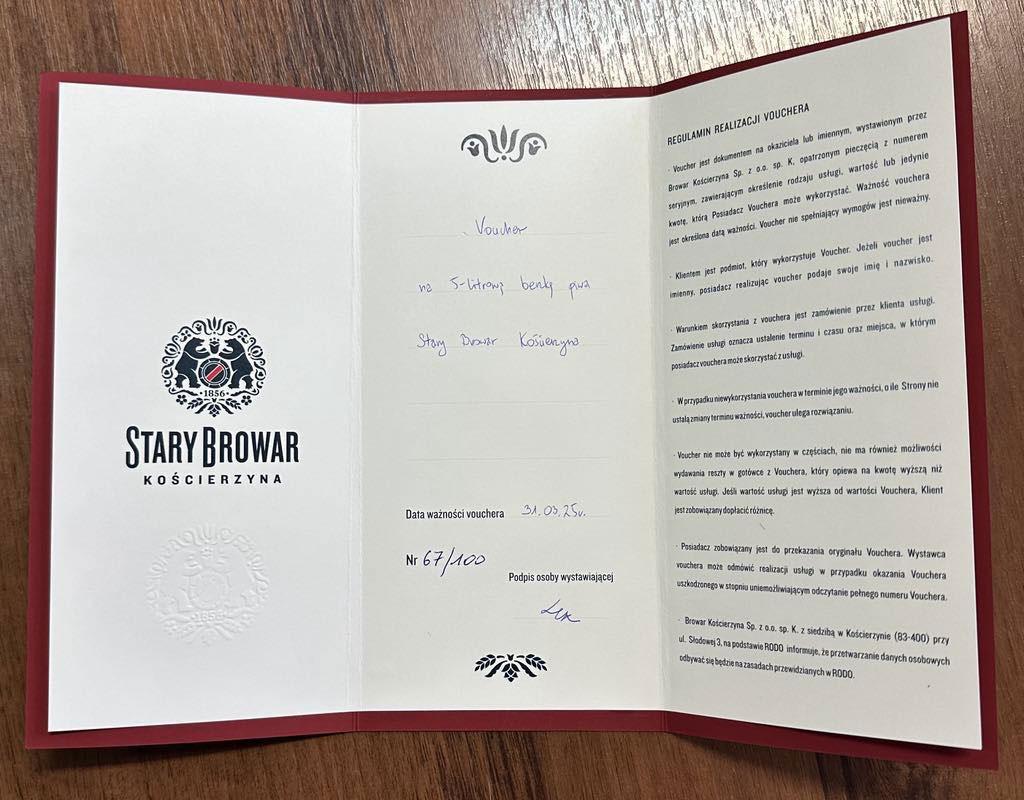 1856
STARY BROWAR
KOŚCIERZYNA
1856
Voucher
na 5-litrową beczkę piwa
Stary Browar Kościerzyna
Data ważności vouchera 31.03.25r.
Nr 67/100
Podpis osoby wystawiającej
REGULAMIN REALIZACJI VOUCHERA
· Voucher jest dokumentem na okaziciela lub imiennym, wystawionym przez
Browar Kościerzyna Sp. z o.o. sp. K, opatrzonym pieczęcią z numerem
seryjnym, zawierającym określenie rodzaju usługi, wartość lub jedynie
kwotę, którą Posiadacz Vouchera może wykorzystać. Ważność vouchera
jest określona datą ważności. Voucher nie spełniający wymogów jest nieważny.
· Klientem jest podmiot, który wykorzystuje Voucher. Jeżeli voucher jest
imienny, posiadacz realizując voucher podaje swoje imię i nazwisko.
· Warunkiem skorzystania z vouchera jest zamówienie przez klienta usługi.
Zamówienie usługi oznacza ustalenie terminu i czasu oraz miejsca, w którym
posiadacz vouchera może skorzystać z usługi.
· W przypadku niewykorzystania vouchera w terminie jego ważności, o ile Strony nie
ustalą zmiany terminu ważności, voucher ulega rozwiązaniu.
· Voucher nie może być wykorzystany w częściach, nie ma również możliwości
wydawania reszty w gotówce z Vouchera, który opiewa na kwotę wyższą niż
wartość usługi. Jeśli wartość usługi jest wyższa od wartości Vouchera, Klient
jest zobowiązany dopłacić różnicę.
· Posiadacz zobowiązany jest do przekazania oryginału Vouchera. Wystawca
vouchera może odmówić realizacji usługi w przypadku okazania Vouchera
uszkodzonego w stopniu uniemożliwiającym odczytanie pełnego numeru Vouchera.
· Browar Kościerzyna Sp. z o.o. sp. K. z siedzibą w Kościerzynie (83-400) przy
ul. Słodowej 3, na podstawie RODO informuje, że przetwarzanie danych osobowych
odbywać się będzie na zasadach przewidzianych w RODO.